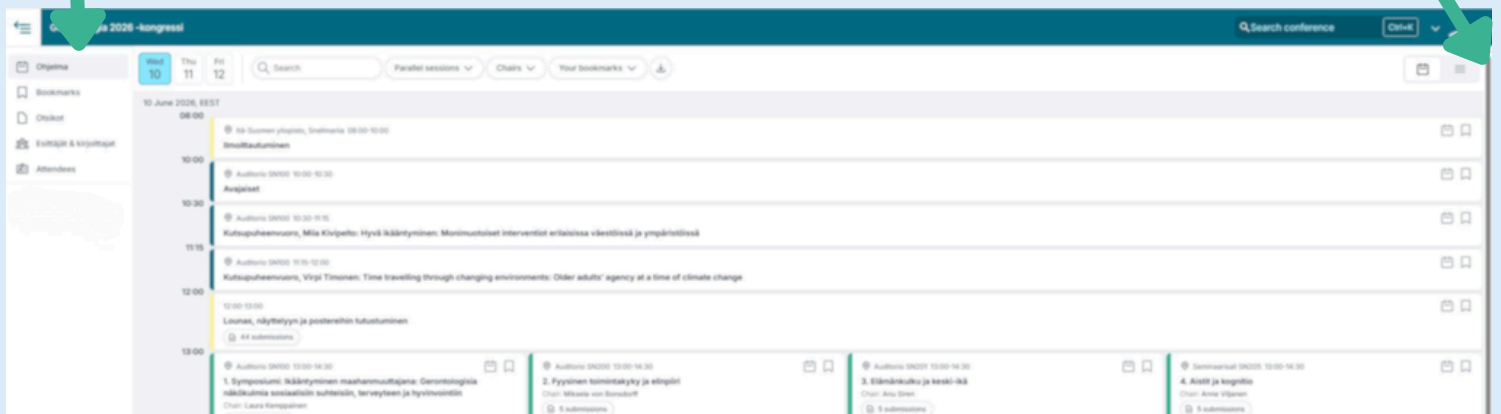 2026 -kongressi
Search conference
Ctrl+K
Ohjelma
Bookmarks
Otsikot
Esittäjät & kirjoittajat
Attendees
Wed
10
Thu
11
Fri
12
Search
Parallel sessions
Chairs
Your bookmarks
10 June 2026, EEST
08:00
Itä-Suomen yliopisto, Snellmania 08:00-10:00
Ilmoittautuminen
10:00
Auditorio SN100 10:00-10:30
Avajaiset
10:30
Auditorio SN100 10:30-11:15
Kutsupuheenvuoro, Miia Kivipelto: Hyvä ikääntyminen: Monimuotoiset interventiot erilaisissa väestöissä ja ympäristöissä
11:15
Auditorio SN100 11:15-12:00
Kutsupuheenvuoro, Virpi Timonen: Time travelling through changing environments: Older adults' agency at a time of climate change
12:00
12:00-13:00
Lounas, näyttelyyn ja postereihin tutustuminen
44 submissions
13:00
Auditorio SN100 13:00-14:30
1. Symposiumi: Ikääntyminen maahanmuuttajana: Gerontologisia
näkökulmia sosiaalisiin suhteisiin, terveyteen ja hyvinvointiin
Chair: Laura Kemppainen
Auditorio SN200 13:00-14:30
2. Fyysinen toimintakyky ja elinpiiri
Chair: Mikaela von Bonsdorff
5 submissions
Auditorio SN201 13:00-14:30
3. Elämänkulku ja keski-ikä
Chair: Anu Siren
5 submissions
Seminaarisali SN205 13:00-14:30
4. Aistit ja kognitio
Chair: Anne Viljanen
5 submissions